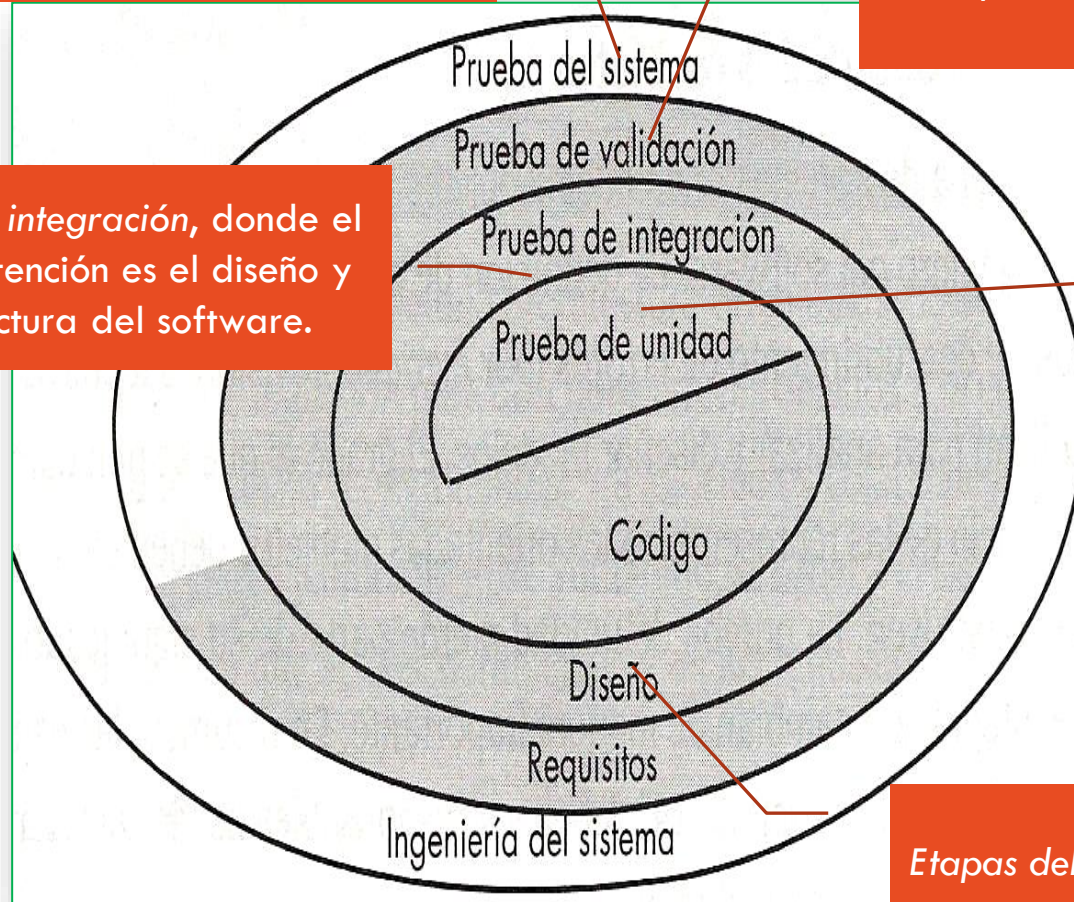 Prueba del sistema
Prueba de validación
integración, donde el
Prueba de integración
ención es el diseño y
ctura del software.
Prueba de unidad
Código
Diseño
Requisitos
Ingeniería del sistema
Etapas del